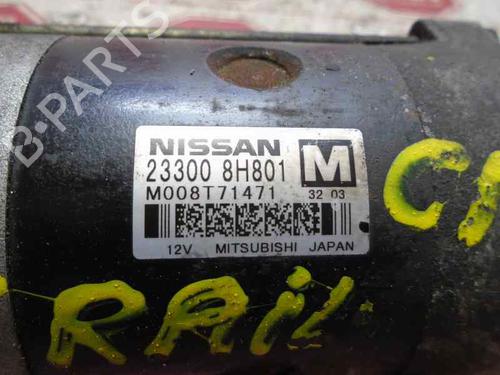 B-PARTS
NISSAN
23300 8H801 M
M008T71471 32 03
12V MITSUBISHI JAPAN
RAIL